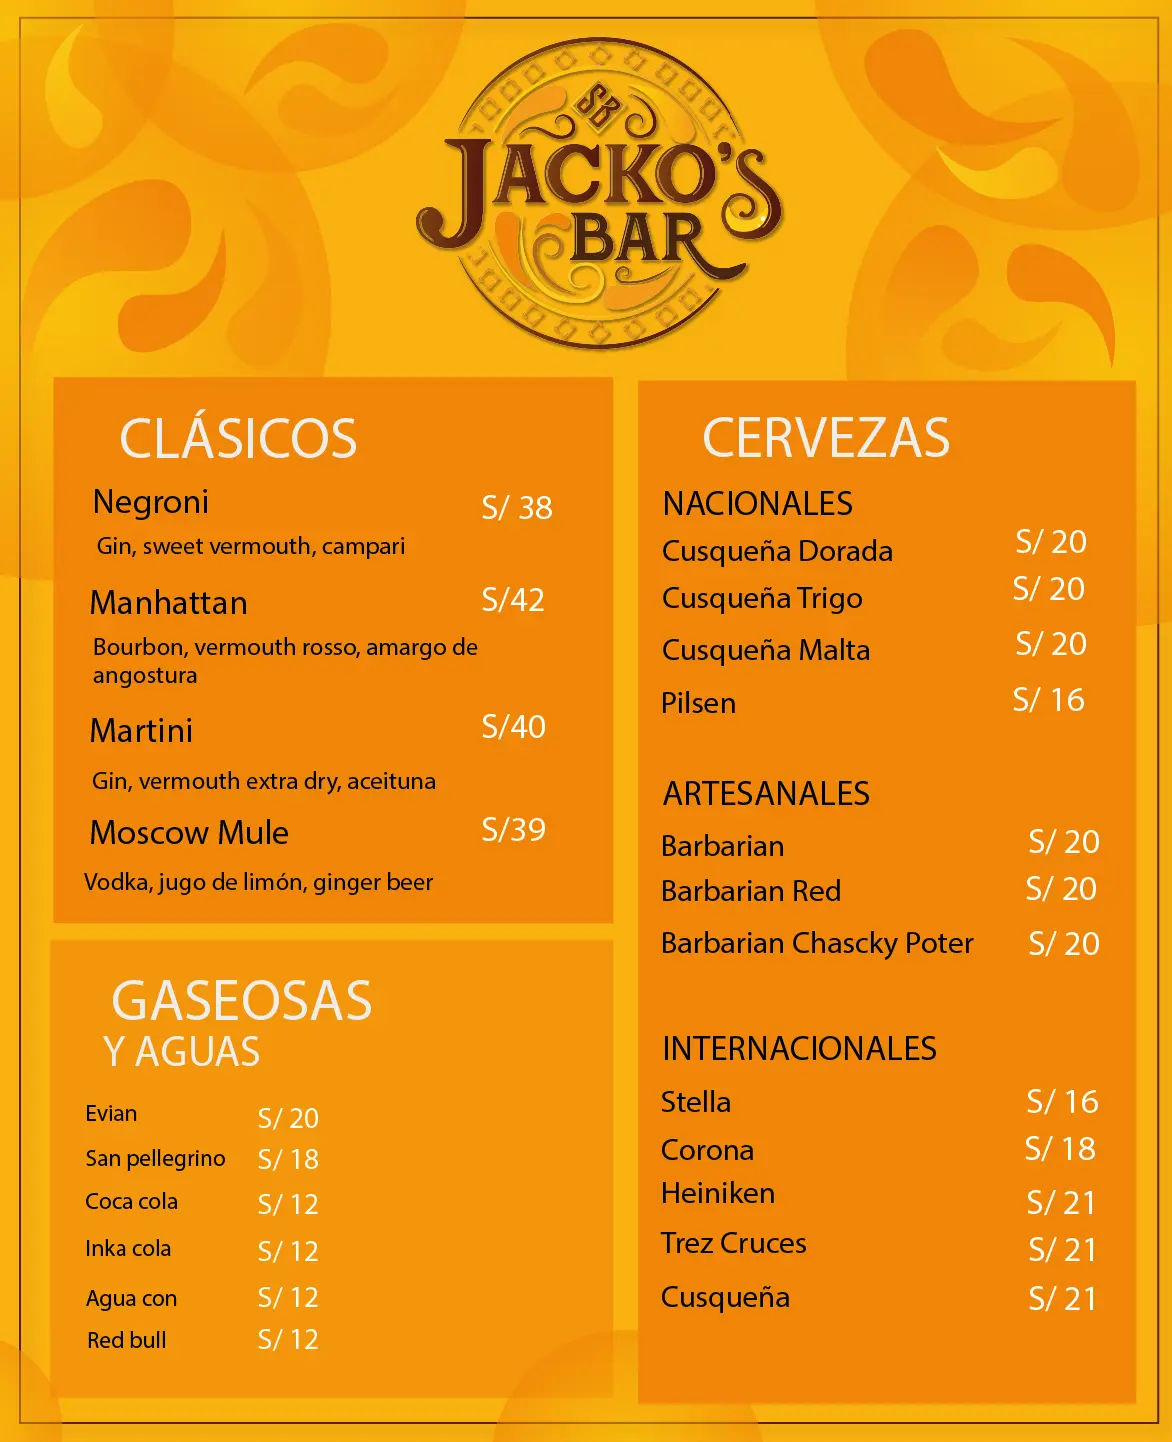 SB
JACKO'S
BAR
CLÁSICOS
Negroni S/ 38
Gin, sweet vermouth, campari
Manhattan S/42
Bourbon, vermouth rosso, amargo de
angostura
Martini S/40
Gin, vermouth extra dry, aceituna
Moscow Mule S/39
Vodka, jugo de limón, ginger beer
GASEOSAS
Y AGUAS
Evian S/ 20
San pellegrino S/ 18
Coca cola S/ 12
Inka cola S/ 12
Agua con S/ 12
Red bull S/ 12
CERVEZAS
NACIONALES
Cusqueña Dorada S/ 20
Cusqueña Trigo S/ 20
Cusqueña Malta S/ 20
Pilsen S/ 16
ARTESANALES
Barbarian S/ 20
Barbarian Red S/ 20
Barbarian Chascky Poter S/ 20
INTERNACIONALES
Stella S/ 16
Corona S/ 18
Heiniken S/ 21
Trez Cruces S/ 21
Cusqueña S/ 21